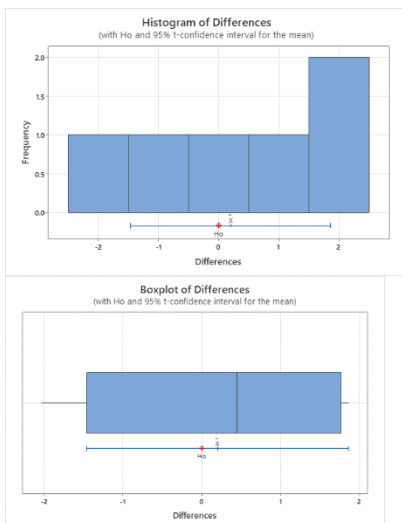 Histogram of Differences
(with Ho and 95% t-confidence interval for the mean)
2.0
1.5
1.0
0.5
0.0
Frequency
-2 -1 0 1 2
X
Ho
Differences
Boxplot of Differences
(with Ho and 95% t-confidence interval for the mean)
X
Ho
-2 -1 0 1 2
Differences